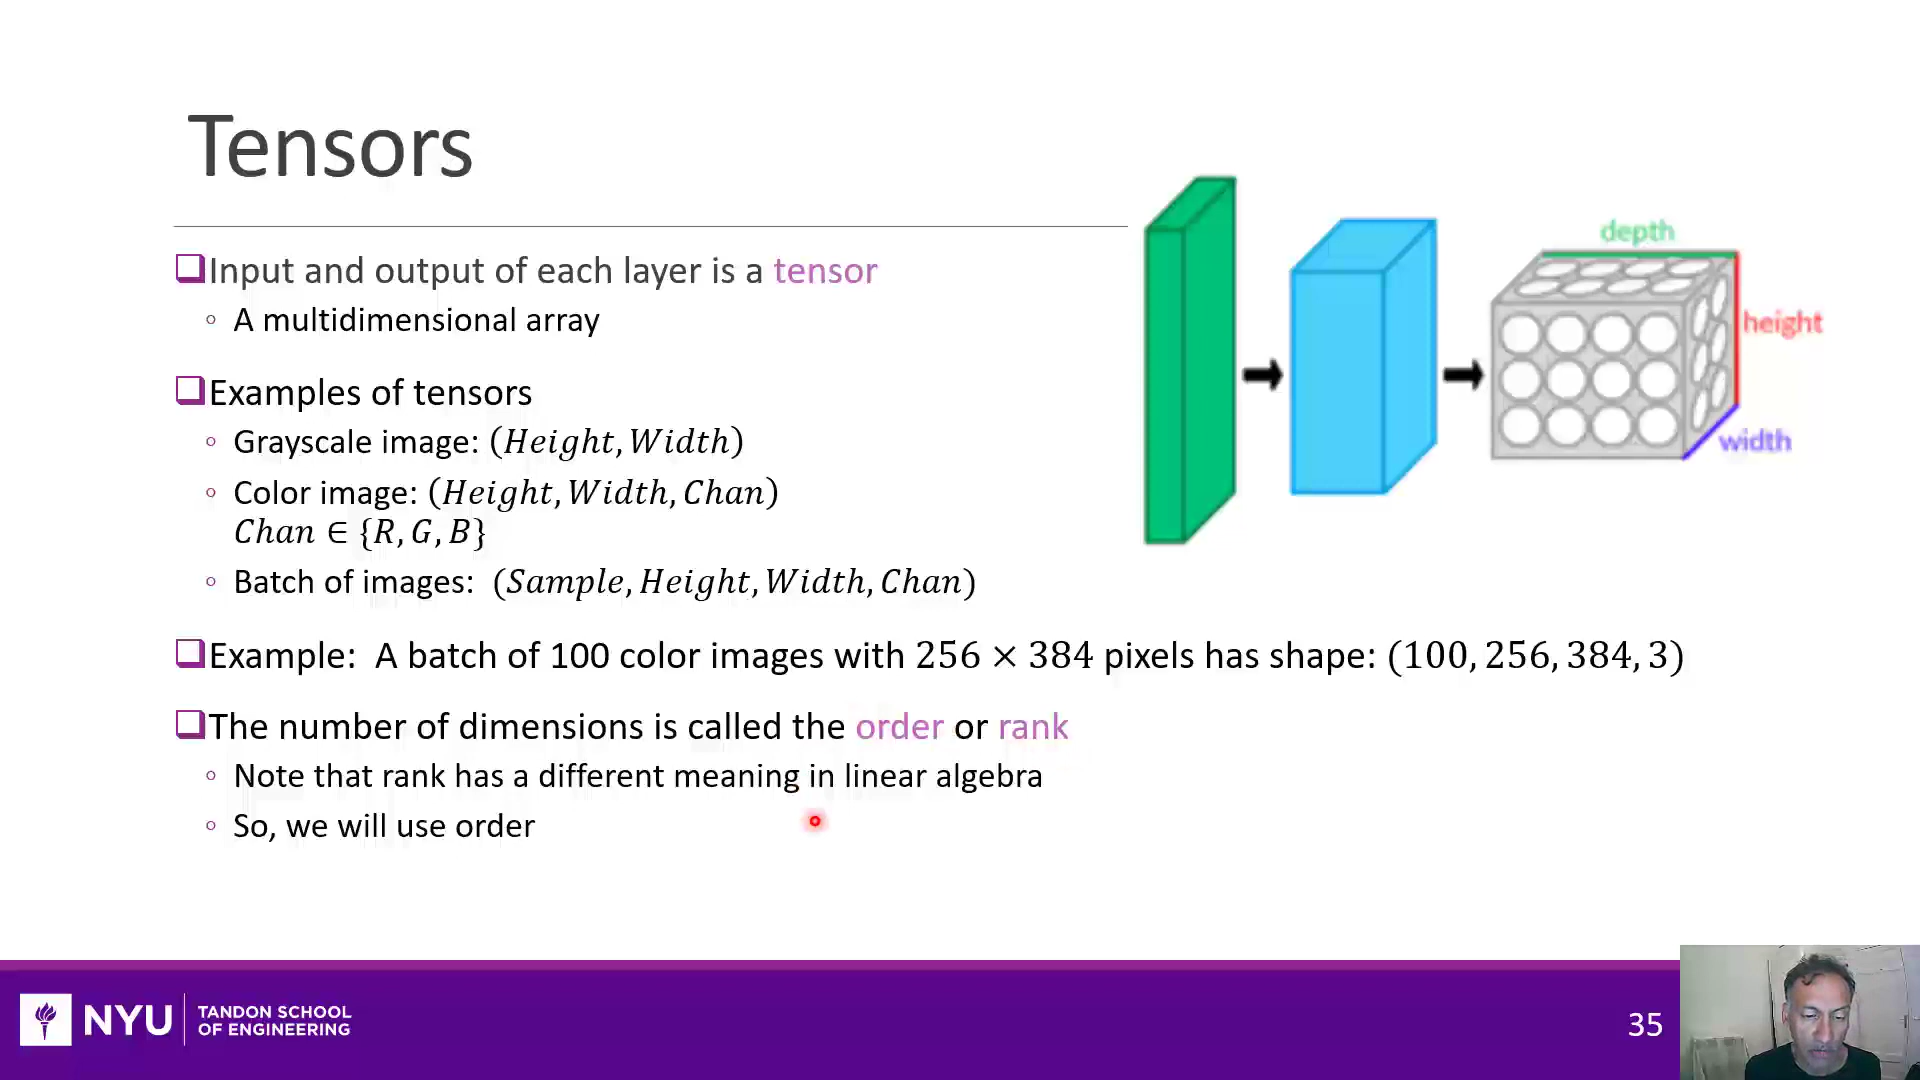 Tensors
Input and output of each layer is a tensor
A multidimensional array
Examples of tensors
Grayscale image: (Height, Width)
Color image: (Height, Width, Chan)
Chan ∈ {R, G, B}
Batch of images: (Sample, Height, Width, Chan)
Example: A batch of 100 color images with 256 × 384 pixels has shape: (100, 256, 384, 3)
The number of dimensions is called the order or rank
Note that rank has a different meaning in linear algebra
So, we will use order
depth
height
width
NYU
TANDON SCHOOL
OF ENGINEERING
35